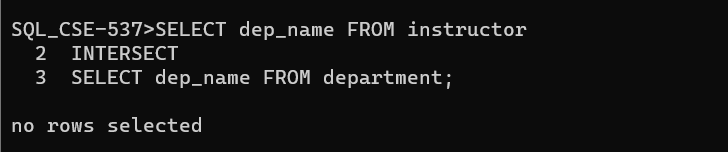 SQL_CSE-537>SELECT dep_name FROM instructor
  2  INTERSECT
  3  SELECT dep_name FROM department;
no rows selected